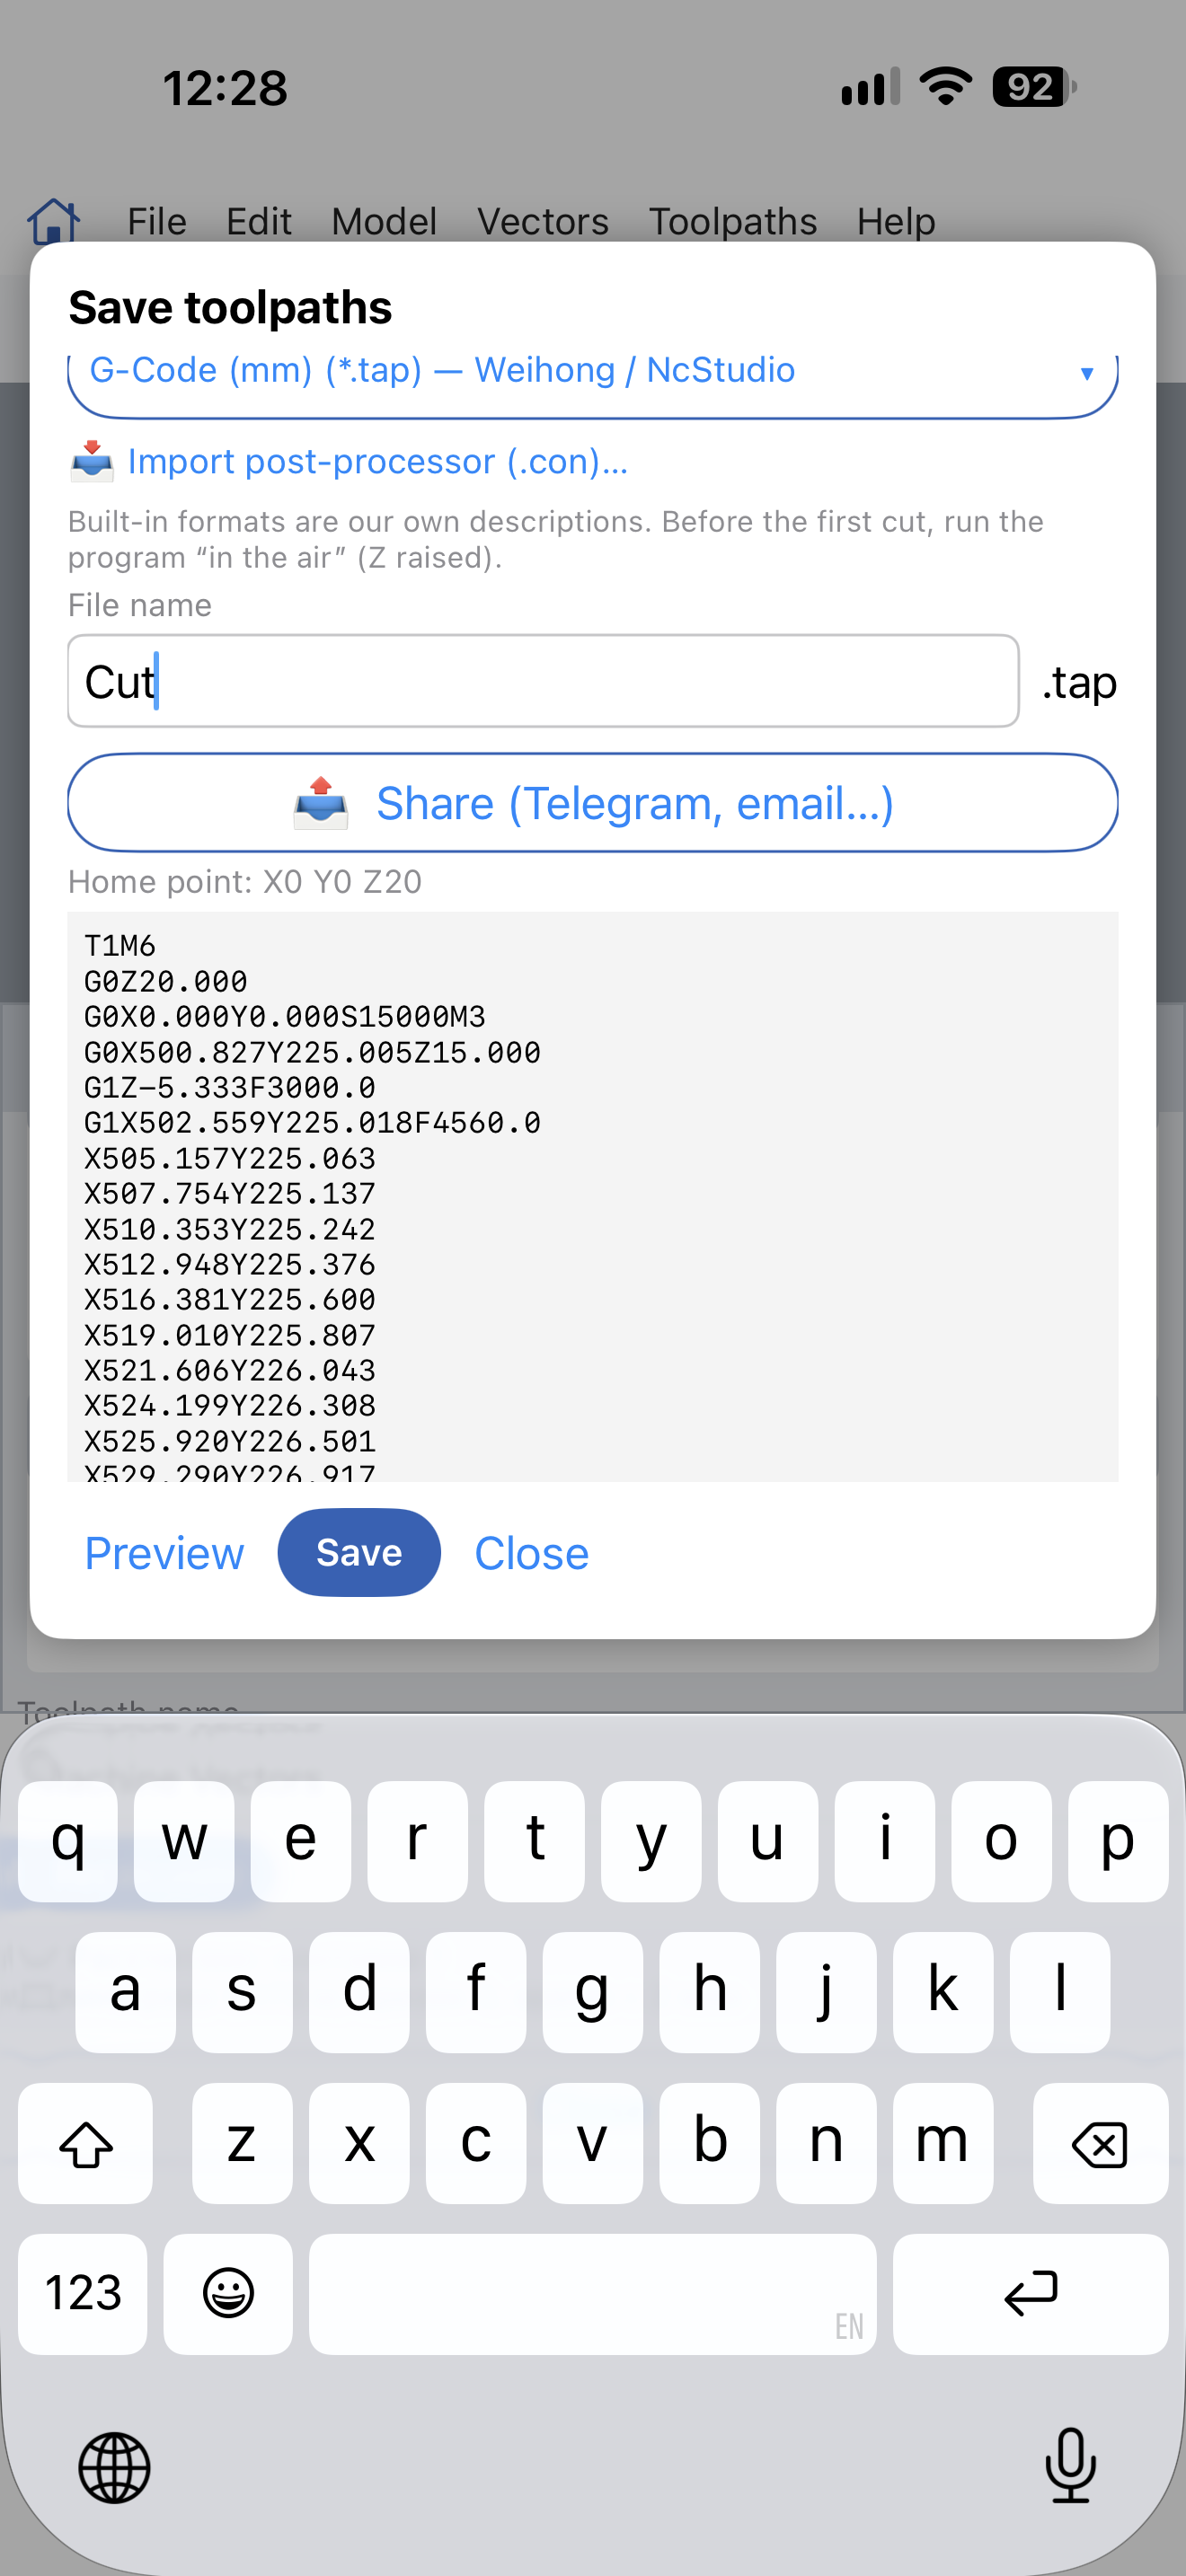 12:28
92
File Edit Model Vectors Toolpaths Help
Save toolpaths
G-Code (mm) (*.tap) — Weihong / NcStudio
Import post-processor (.con)...
Built-in formats are our own descriptions. Before the first cut, run the
program “in the air” (Z raised).
File name
Cut .tap
Share (Telegram, email...)
Home point: X0 Y0 Z20
T1M6
G0Z20.000
G0X0.000Y0.000S15000M3
G0X500.827Y225.005Z15.000
G1Z-5.333F3000.0
G1X502.559Y225.018F4560.0
X505.157Y225.063
X507.754Y225.137
X510.353Y225.242
X512.948Y225.376
X516.381Y225.600
X519.010Y225.807
X521.606Y226.043
X524.199Y226.308
X525.920Y226.501
X529.290Y226.917
Preview Save Close
Toolpath name
q w e r t y u i o p
a s d f g h j k l
z x c v b n m
123 EN